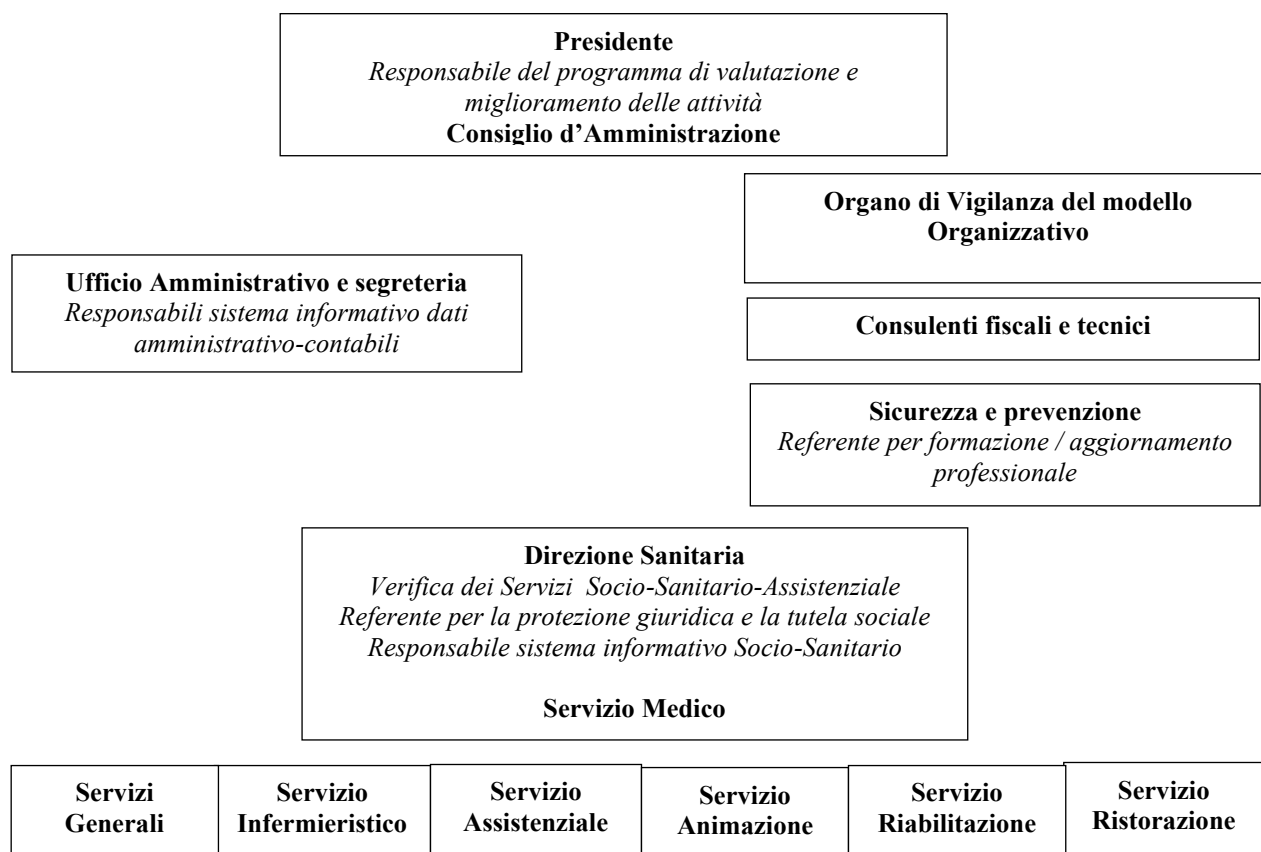 Presidente
Responsabile del programma di valutazione e
miglioramento delle attività
Consiglio d’Amministrazione
Organo di Vigilanza del modello
Organizzativo
Ufficio Amministrativo e segreteria
Responsabili sistema informativo dati
amministrativo-contabili
Consulenti fiscali e tecnici
Sicurezza e prevenzione
Referente per formazione / aggiornamento
professionale
Direzione Sanitaria
Verifica dei Servizi Socio-Sanitario-Assistenziale
Referente per la protezione giuridica e la tutela sociale
Responsabile sistema informativo Socio-Sanitario
Servizio Medico
Servizi
Generali
Servizio
Infermieristico
Servizio
Assistenziale
Servizio
Animazione
Servizio
Riabilitazione
Servizio
Ristorazione